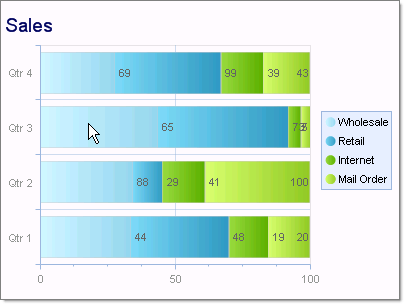 Sales
Qtr 4 69 99 39 43
Qtr 3 65
Qtr 2 88 29 41 100
Qtr 1 44 48 19 20
0 50 100
Wholesale
Retail
Internet
Mail Order